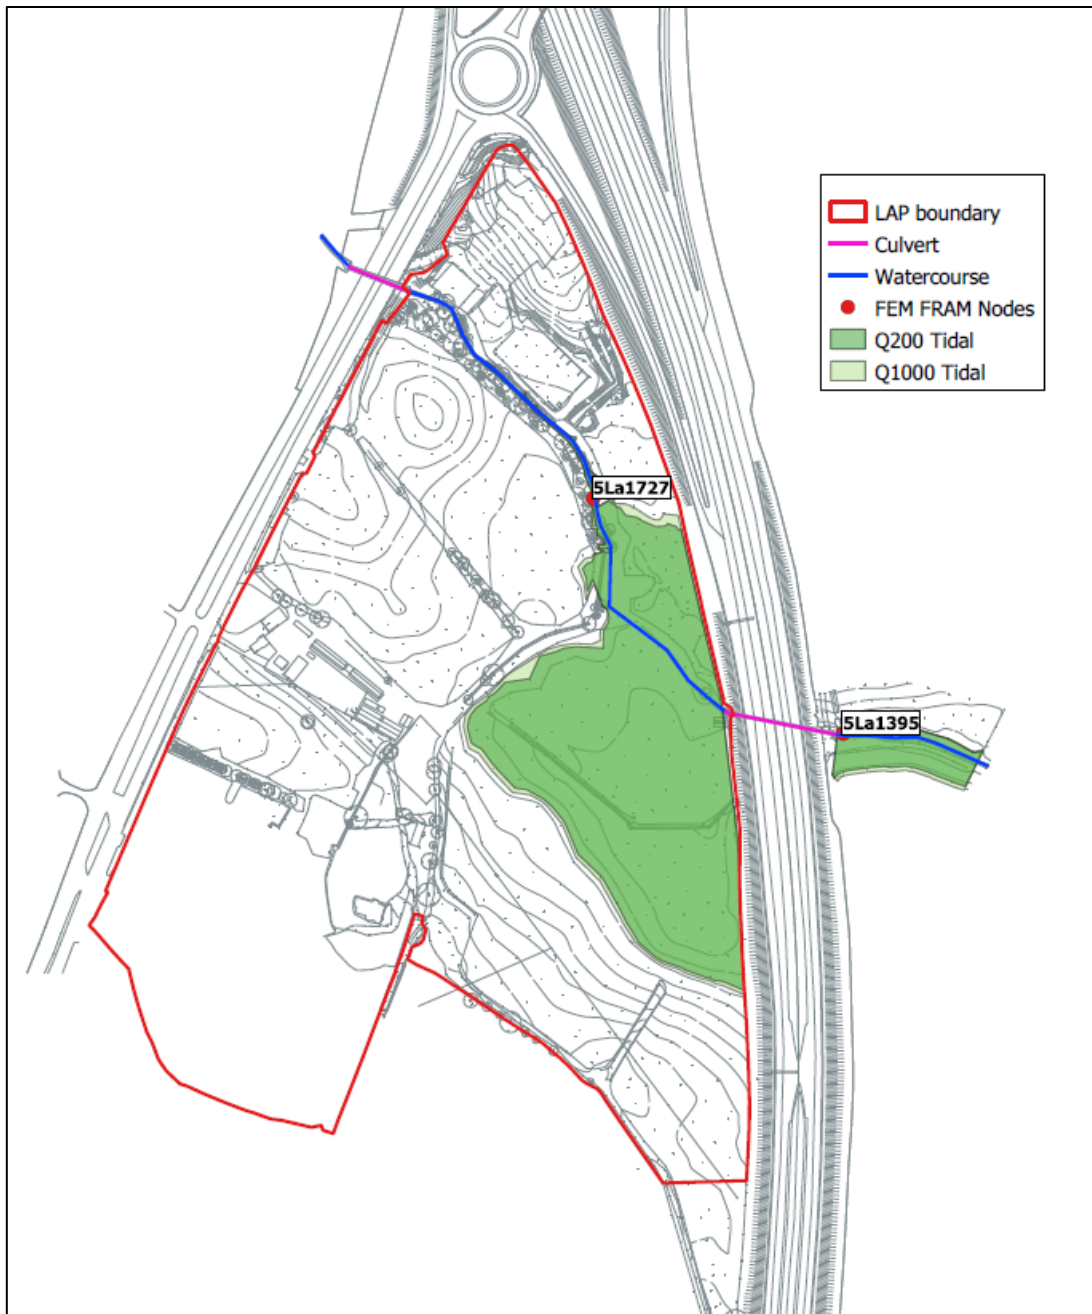 LAP boundary
Culvert
Watercourse
FEM FRAM Nodes
Q200 Tidal
Q1000 Tidal
5La1727
5La1395